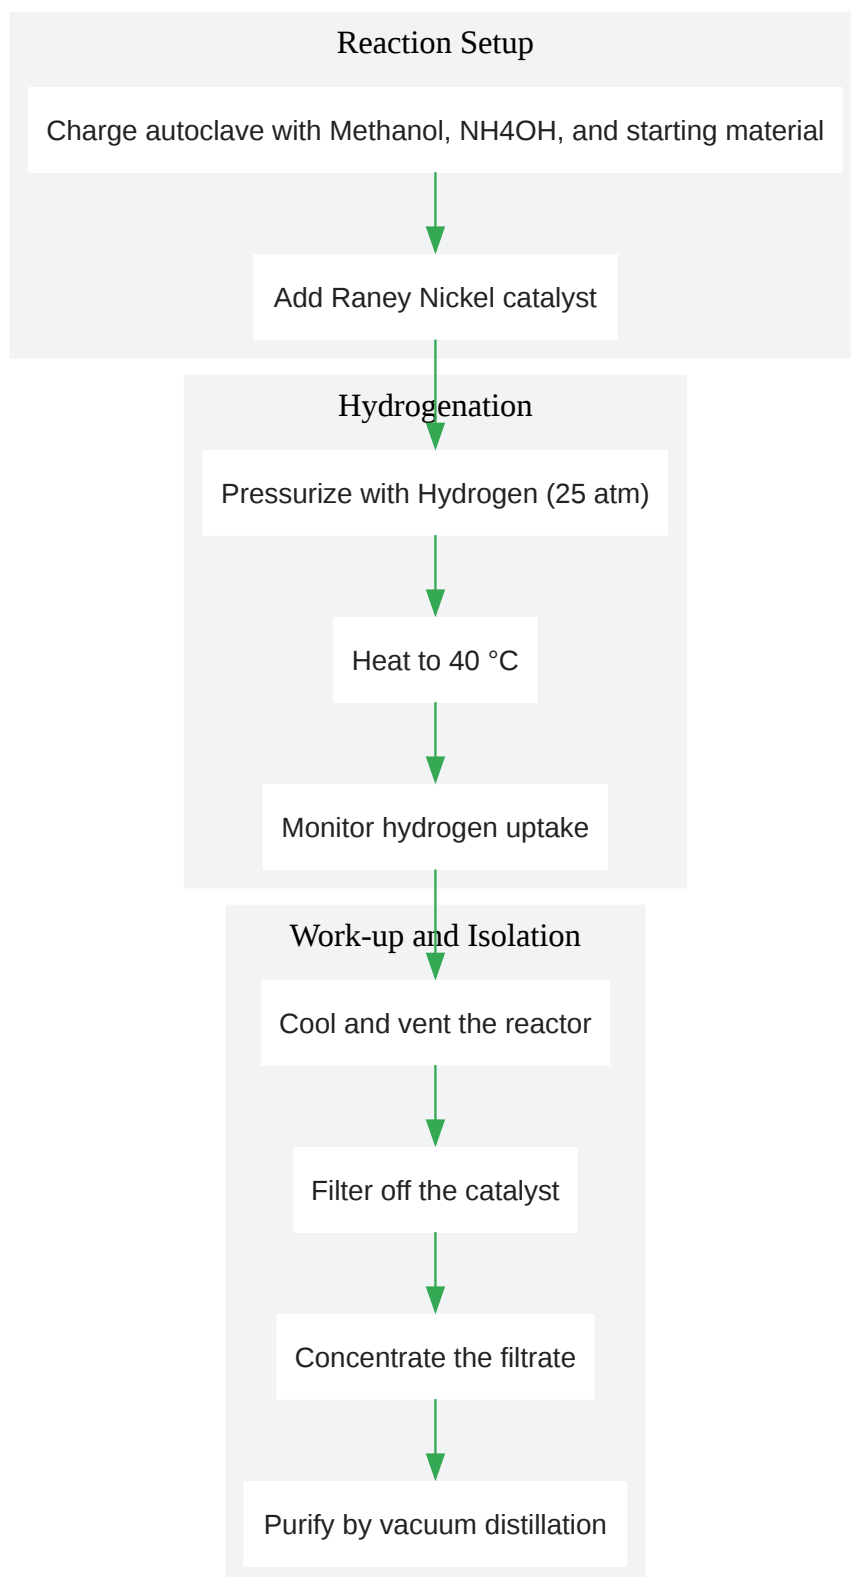 Reaction Setup
Charge autoclave with Methanol, NH4OH, and starting material
Add Raney Nickel catalyst
Hydrogenation
Pressurize with Hydrogen (25 atm)
Heat to 40 °C
Monitor hydrogen uptake
Work-up and Isolation
Cool and vent the reactor
Filter off the catalyst
Concentrate the filtrate
Purify by vacuum distillation